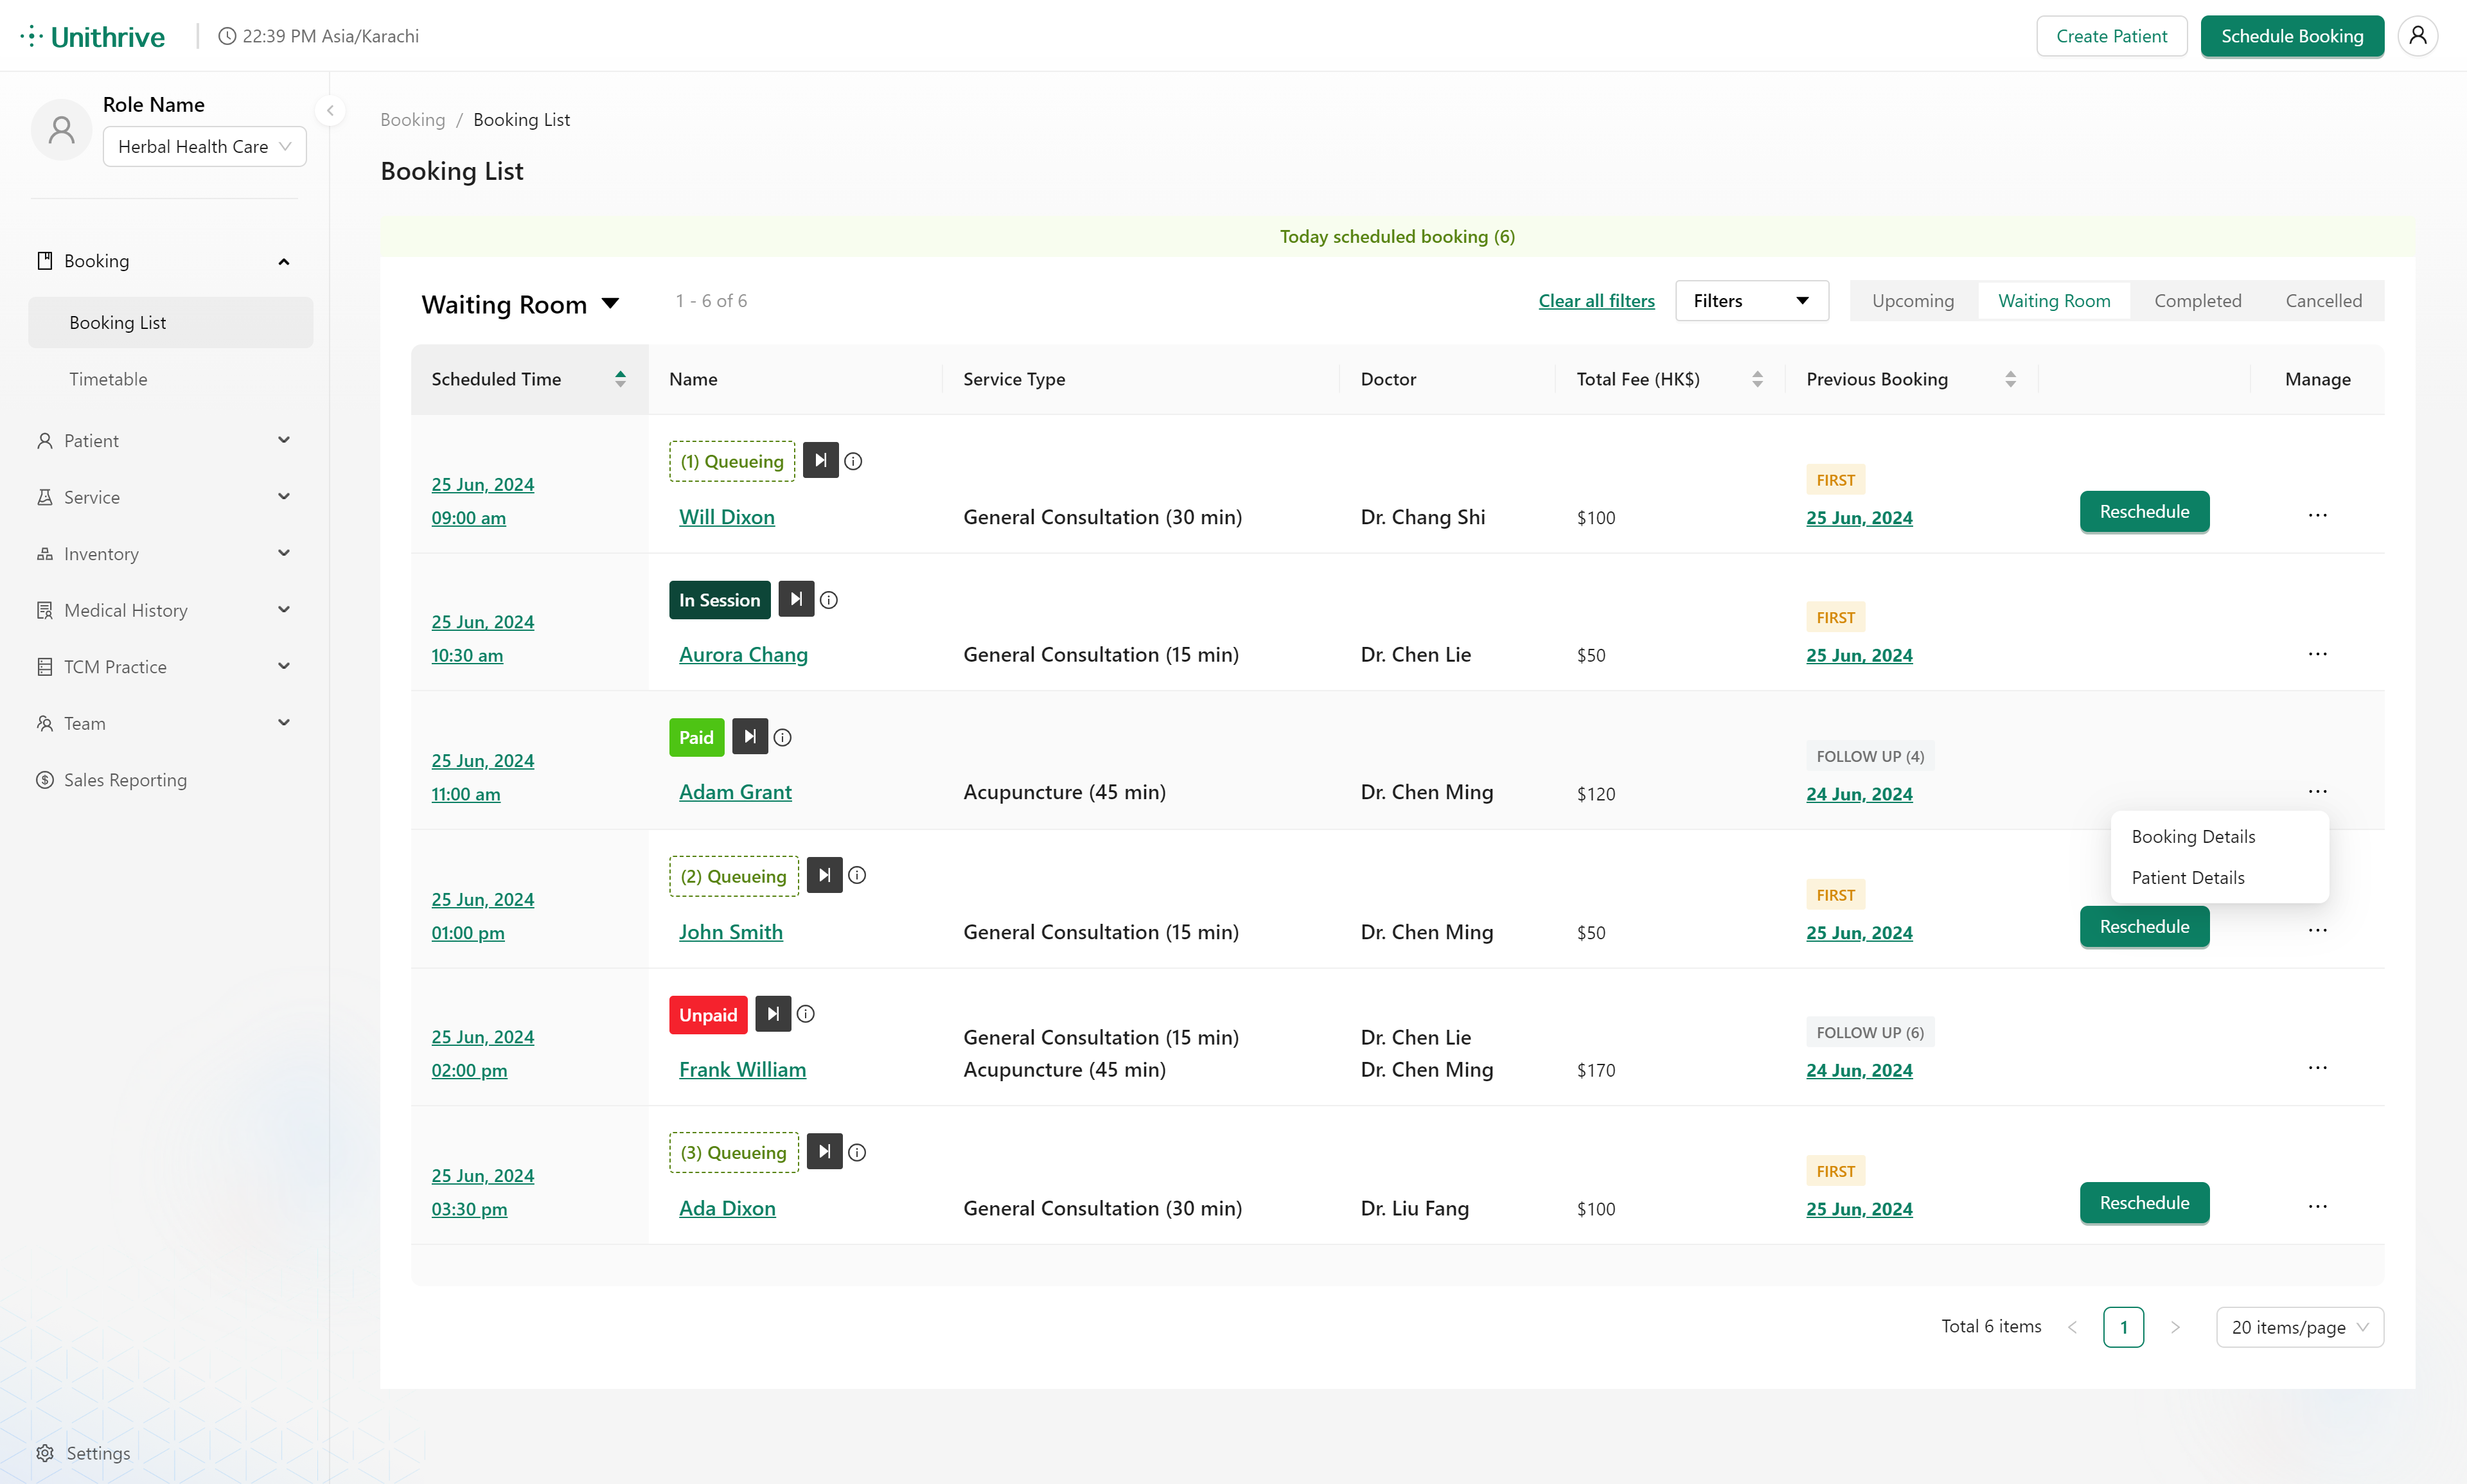 Unithrive
22:39 PM Asia/Karachi
Create Patient
Schedule Booking
Role Name
Herbal Health Care
Booking
Booking List
Timetable
Patient
Service
Inventory
Medical History
TCM Practice
Team
Sales Reporting
Settings
Booking / Booking List
Booking List
Today scheduled booking (6)
Waiting Room
1 - 6 of 6
Clear all filters
Filters
Upcoming
Waiting Room
Completed
Cancelled
Scheduled Time
Name
Service Type
Doctor
Total Fee (HK$)
Previous Booking
Manage
25 Jun, 2024
09:00 am
(1) Queueing
Will Dixon
General Consultation (30 min)
Dr. Chang Shi
$100
FIRST
25 Jun, 2024
Reschedule
25 Jun, 2024
10:30 am
In Session
Aurora Chang
General Consultation (15 min)
Dr. Chen Lie
$50
FIRST
25 Jun, 2024
25 Jun, 2024
11:00 am
Paid
Adam Grant
Acupuncture (45 min)
Dr. Chen Ming
$120
FOLLOW UP (4)
24 Jun, 2024
Booking Details
Patient Details
25 Jun, 2024
01:00 pm
(2) Queueing
John Smith
General Consultation (15 min)
Dr. Chen Ming
$50
FIRST
25 Jun, 2024
Reschedule
25 Jun, 2024
02:00 pm
Unpaid
Frank William
General Consultation (15 min)
Acupuncture (45 min)
Dr. Chen Lie
Dr. Chen Ming
$170
FOLLOW UP (6)
24 Jun, 2024
25 Jun, 2024
03:30 pm
(3) Queueing
Ada Dixon
General Consultation (30 min)
Dr. Liu Fang
$100
FIRST
25 Jun, 2024
Reschedule
Total 6 items
1
20 items/page